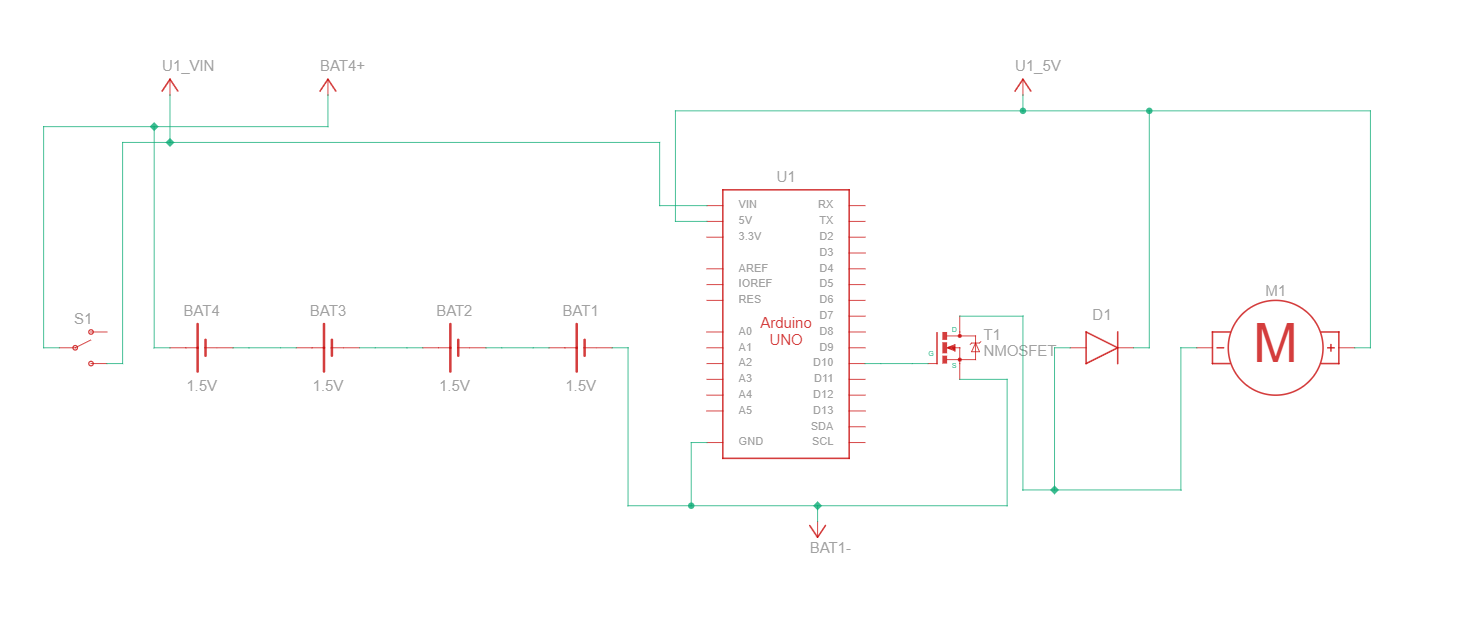 U1_VIN
BAT4+
U1_5V
U1
VIN
5V
3.3V
AREF
IOREF
RES
A0
A1
A2
A3
A4
A5
GND
Arduino
UNO
RX
TX
D2
D3
D4
D5
D6
D7
D8
D9
D10
D11
D12
D13
SDA
SCL
S1
BAT4
1.5V
BAT3
1.5V
BAT2
1.5V
BAT1
1.5V
D
G
S
T1
NMOSFET
D1
M1
-
M
+
BAT1-